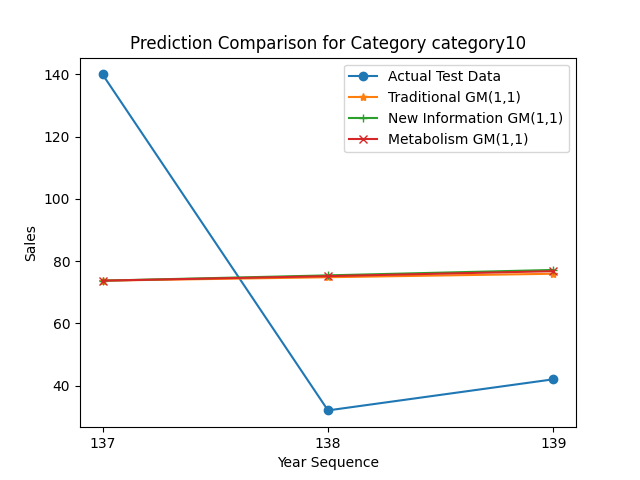 Prediction Comparison for Category category10
Actual Test Data
Traditional GM(1,1)
New Information GM(1,1)
Metabolism GM(1,1)
Sales
140
120
100
80
60
40
137
138
139
Year Sequence